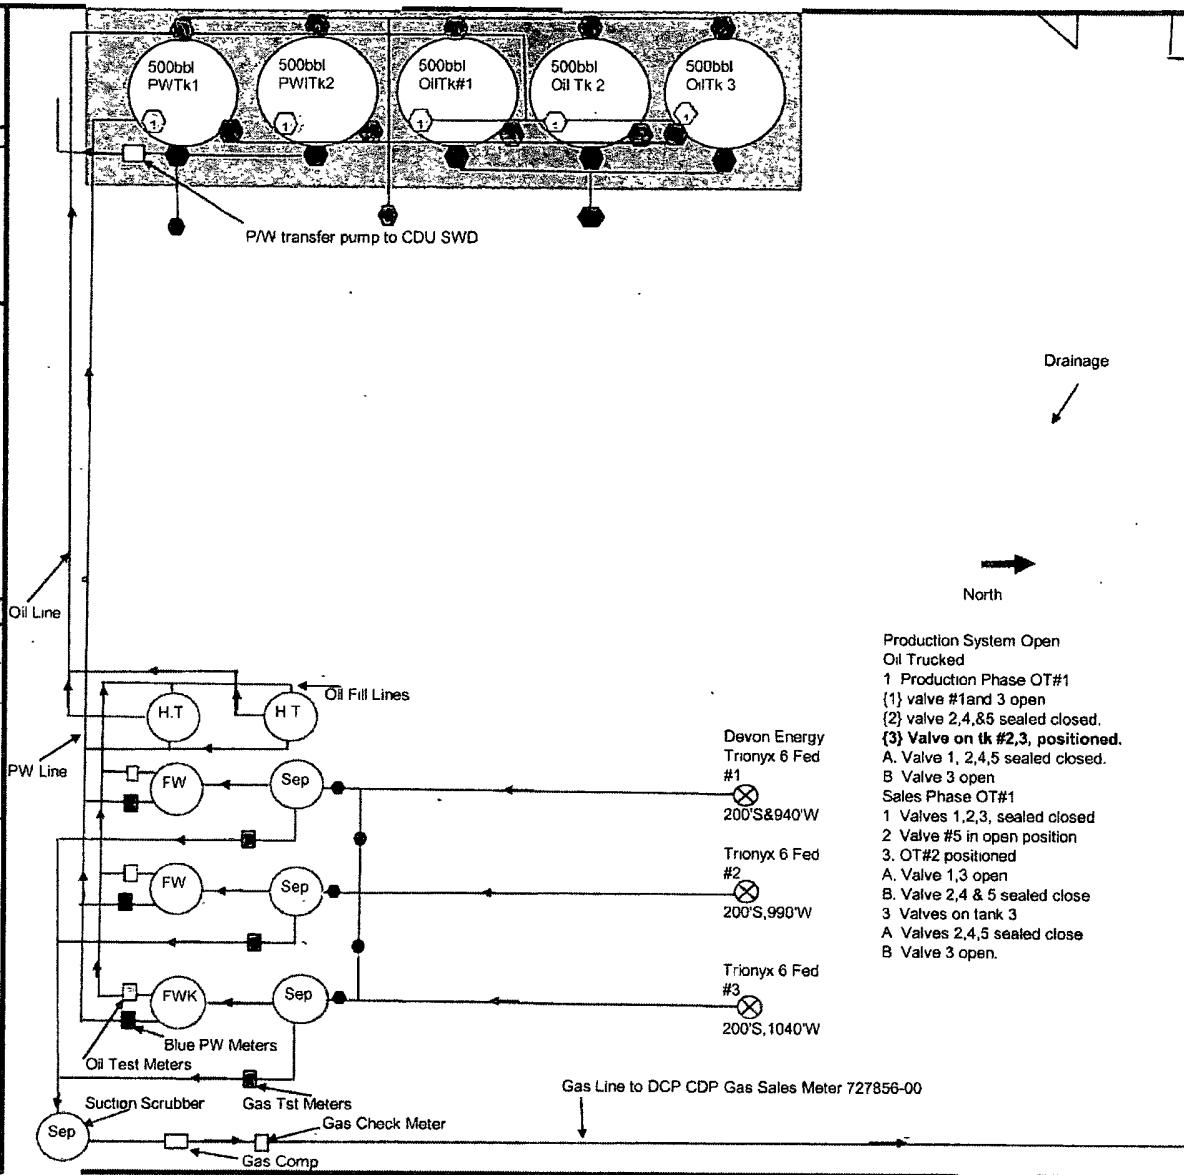 500bbl
PWTk1
500bbl
PWTk2
500bbl
OilTk#1
500bbl
Oil Tk 2
500bbl
OilTk 3
1
1
1
1
1
P/W transfer pump to CDU SWD
Drainage
North
Oil Line
Production System Open
Oil Trucked
1 Production Phase OT#1
{1} valve #1and 3 open
{2} valve 2,4,&5 sealed closed.
{3} Valve on tk #2,3, positioned.
A. Valve 1, 2,4,5 sealed closed.
B Valve 3 open
Sales Phase OT#1
1 Valves 1,2,3, sealed closed
2 Valve #5 in open position
3. OT#2 positioned
A. Valve 1,3 open
B. Valve 2,4 & 5 sealed close
3 Valves on tank 3
A Valves 2,4,5 sealed close
B Valve 3 open.
Oil Fill Lines
H.T
H T
PW Line
FW
Sep
Devon Energy
Trionyx 6 Fed
#1
200'S&940'W
FW
Sep
Trionyx 6 Fed
#2
200'S,990'W
FWK
Sep
Trionyx 6 Fed
#3
200'S,1040'W
Blue PW Meters
Oil Test Meters
Suction Scrubber
Gas Tst Meters
Gas Line to DCP CDP Gas Sales Meter 727856-00
Gas Check Meter
Sep
Gas Comp